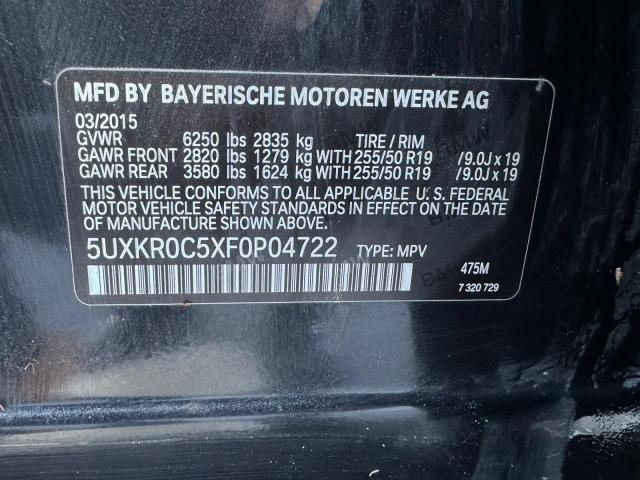 MFD BY BAYERISCHE MOTOREN WERKE AG
03/2015
GVWR 6250 lbs 2835 kg TIRE / RIM
GAWR FRONT 2820 lbs 1279 kg WITH 255/50 R19 /9.0J x 19
GAWR REAR 3580 lbs 1624 kg WITH 255/50 R19 /9.0J x 19
THIS VEHICLE CONFORMS TO ALL APPLICABLE U. S. FEDERAL
MOTOR VEHICLE SAFETY STANDARDS IN EFFECT ON THE DATE
OF MANUFACTURE SHOWN ABOVE.
5UXKR0C5XF0P04722 TYPE: MPV
475M
7 320 729